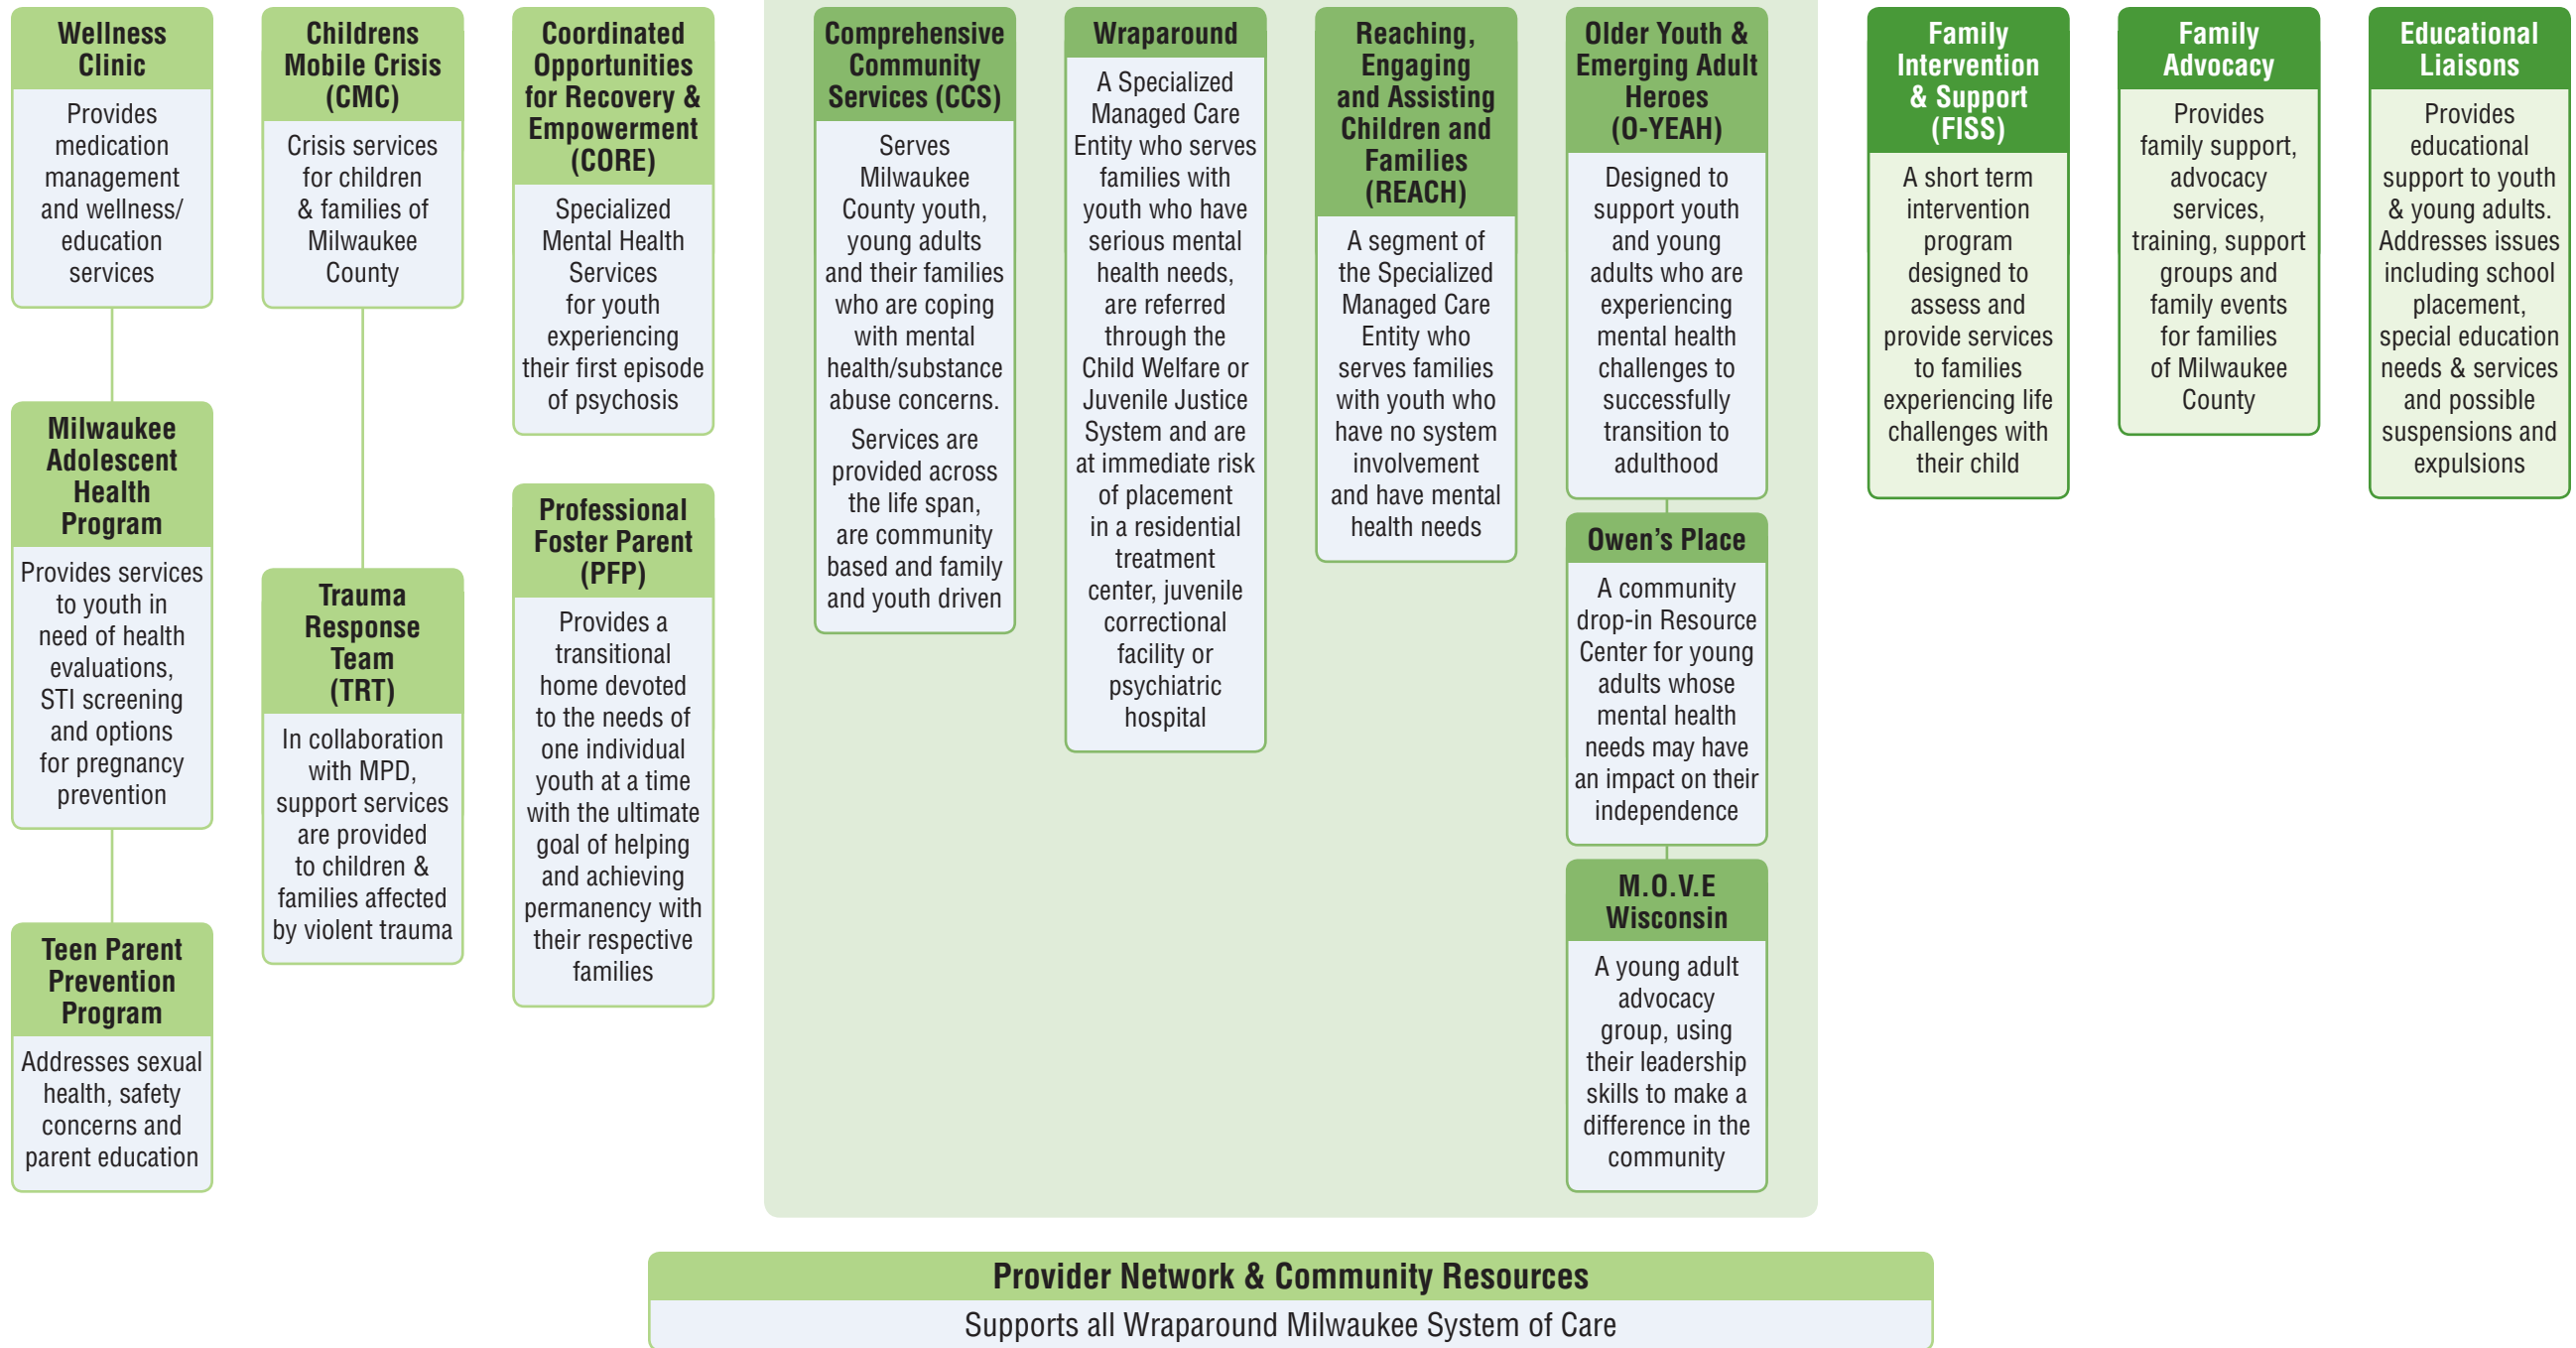 Wellness
Clinic
Provides
medication
management
and wellness/
education
services
Milwaukee
Adolescent
Health
Program
Provides services
to youth in
need of health
evaluations,
STI screening
and options
for pregnancy
prevention
Teen Parent
Prevention
Program
Addresses sexual
health, safety
concerns and
parent education
Childrens
Mobile Crisis
(CMC)
Crisis services
for children
& families of
Milwaukee
County
Trauma
Response
Team
(TRT)
In collaboration
with MPD,
support services
are provided
to children &
families affected
by violent trauma
Coordinated
Opportunities
for Recovery &
Empowerment
(CORE)
Specialized
Mental Health
Services
for youth
experiencing
their first episode
of psychosis
Professional
Foster Parent
(PFP)
Provides a
transitional
home devoted
to the needs of
one individual
youth at a time
with the ultimate
goal of helping
and achieving
permanency with
their respective
families
Comprehensive
Community
Services (CCS)
Serves
Milwaukee
County youth,
young adults
and their families
who are coping
with mental
health/substance
abuse concerns.
Services are
provided across
the life span,
are community
based and family
and youth driven
Wraparound
A Specialized
Managed Care
Entity who serves
families with
youth who have
serious mental
health needs,
are referred
through the
Child Welfare or
Juvenile Justice
System and are
at immediate risk
of placement
in a residential
treatment
center, juvenile
correctional
facility or
psychiatric
hospital
Reaching,
Engaging
and Assisting
Children and
Families
(REACH)
A segment of
the Specialized
Managed Care
Entity who
serves families
with youth who
have no system
involvement
and have mental
health needs
Older Youth &
Emerging Adult
Heroes
(O-YEAH)
Designed to
support youth
and young
adults who are
experiencing
mental health
challenges to
successfully
transition to
adulthood
Owen’s Place
A community
drop-in Resource
Center for young
adults whose
mental health
needs may have
an impact on their
independence
M.O.V.E
Wisconsin
A young adult
advocacy
group, using
their leadership
skills to make a
difference in the
community
Family
Intervention
& Support
(FISS)
A short term
intervention
program
designed to
assess and
provide services
to families
experiencing life
challenges with
their child
Family
Advocacy
Provides
family support,
advocacy
services,
training, support
groups and
family events
for families
of Milwaukee
County
Educational
Liaisons
Provides
educational
support to youth
& young adults.
Addresses issues
including school
placement,
special education
needs & services
and possible
suspensions and
expulsions
Provider Network & Community Resources
Supports all Wraparound Milwaukee System of Care